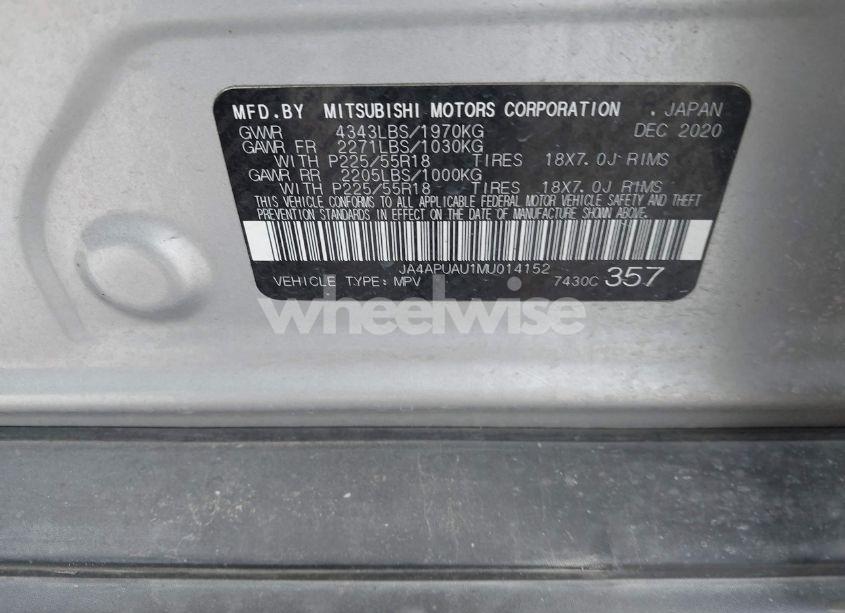 MFD.BY MITSUBISHI MOTORS CORPORATION . JAPAN
GVWR 4343LBS/1970KG DEC 2020
GAWR FR 2271LBS/1030KG
WITH P225/55R18 TIRES 18X7.0J RIMS
GAWR RR 2205LBS/1000KG
WITH P225/55R18 TIRES 18X7.0J RIMS
THIS VEHICLE CONFORMS TO ALL APPLICABLE FEDERAL MOTOR VEHICLE SAFETY AND THEFT
PREVENTION STANDARDS IN EFFECT ON THE DATE OF MANUFACTURE SHOWN ABOVE.
JA4APUAU1MU014152
VEHICLE TYPE: MPV 7430C 357
wheelwise